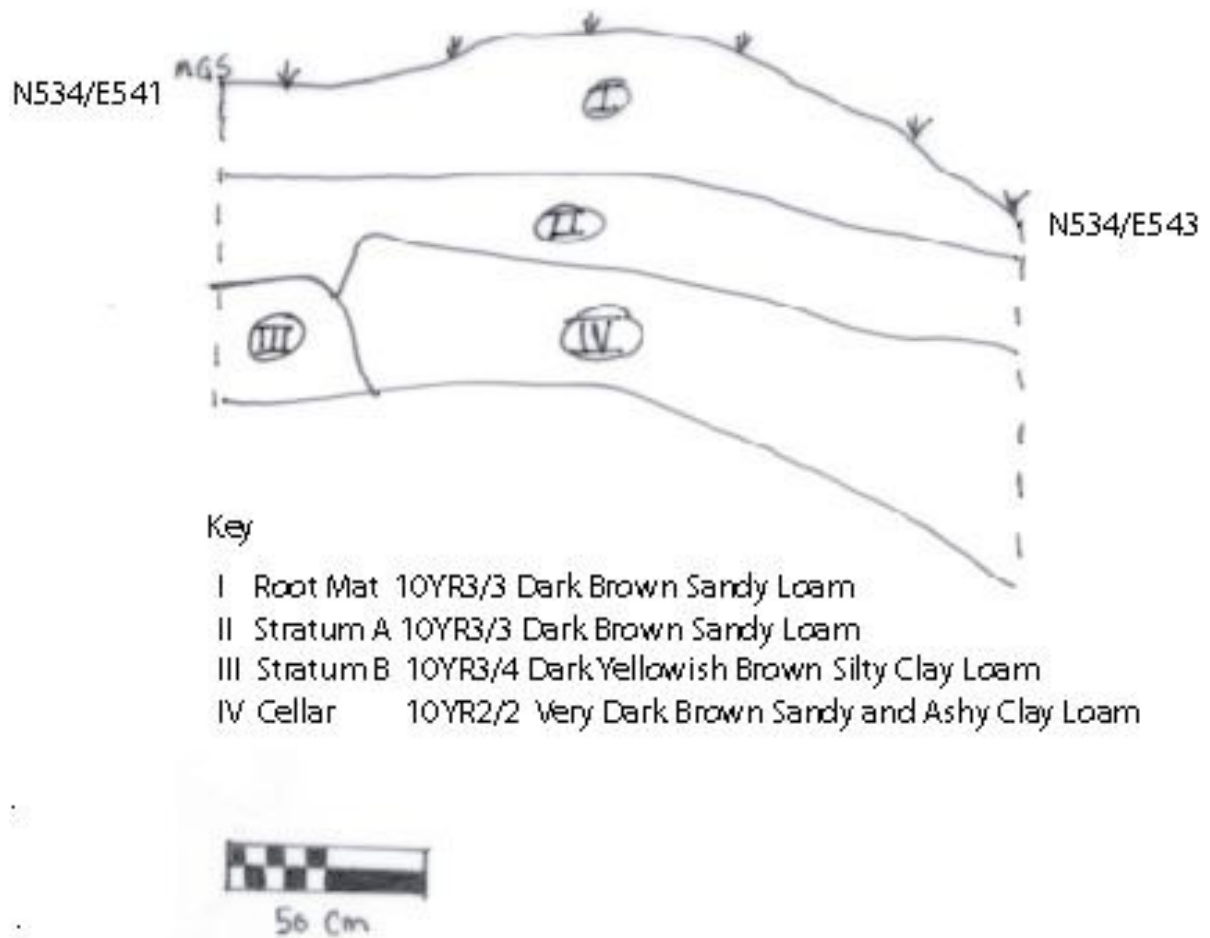 MGS
N534/E541
I
II
N534/E543
III
IV
Key
I Root Mat 10YR3/3 Dark Brown Sandy Loam
II Stratum A 10YR3/3 Dark Brown Sandy Loam
III Stratum B 10YR3/4 Dark Yellowish Brown Silty Clay Loam
IV Cellar 10YR2/2 Very Dark Brown Sandy and Ashy Clay Loam
50 Cm